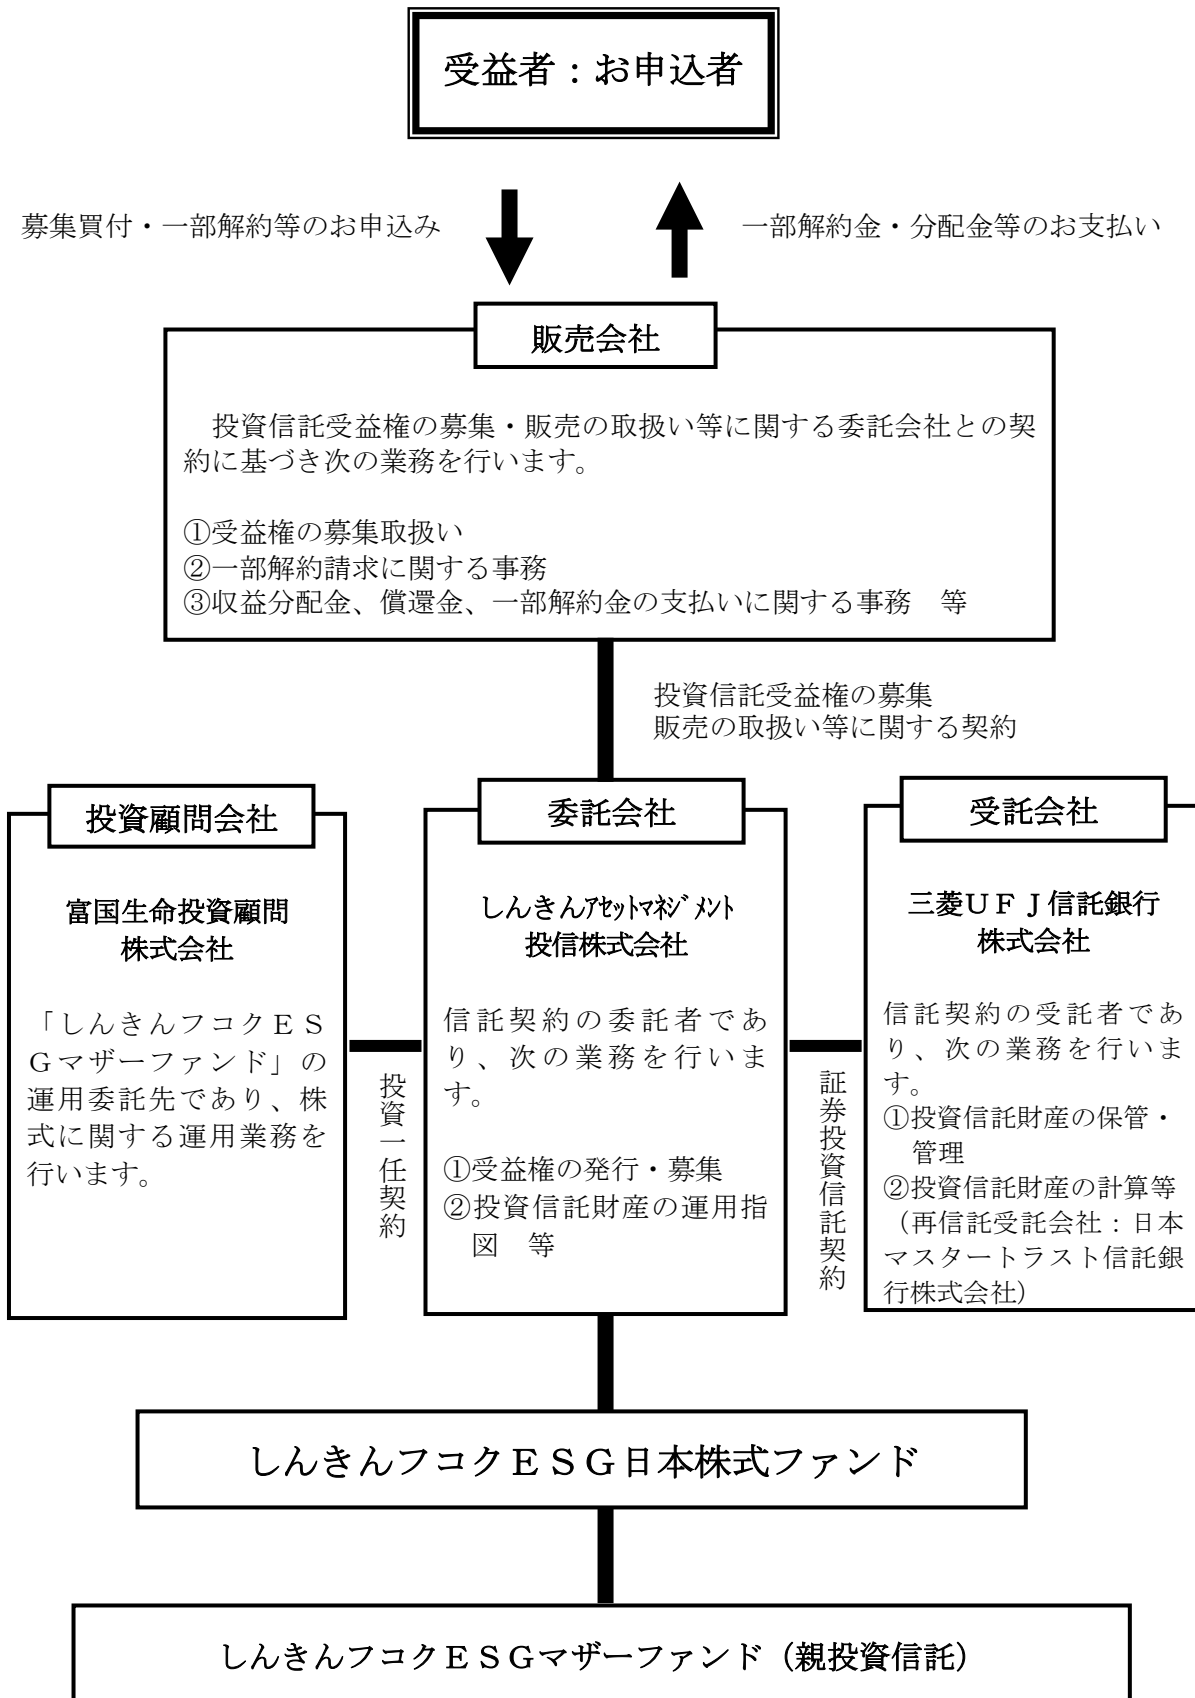 受益者：お申込者
募集買付・一部解約等のお申込み
一部解約金・分配金等のお支払い
販売会社
投資信託受益権の募集・販売の取扱い等に関する委託会社との契
約に基づき次の業務を行います。
①受益権の募集取扱い
②一部解約請求に関する事務
③収益分配金、償還金、一部解約金の支払いに関する事務　等
投資信託受益権の募集
販売の取扱い等に関する契約
投資顧問会社
富国生命投資顧問
株式会社
「しんきんフコクＥＳ
Ｇマザーファンド」の
運用委託先であり、株
式に関する運用業務を
行います。
投資一任契約
委託会社
しんきんｱｾｯﾄﾏﾈｼﾞﾒﾝﾄ
投信株式会社
信託契約の委託者であ
り、次の業務を行いま
す。
①受益権の発行・募集
②投資信託財産の運用指
図　等
証券投資信託契約
受託会社
三菱ＵＦＪ信託銀行
株式会社
信託契約の受託者であ
り、次の業務を行いま
す。
①投資信託財産の保管・
管理
②投資信託財産の計算等
（再信託受託会社：日本
マスタートラスト信託銀
行株式会社）
しんきんフコクＥＳＧ日本株式ファンド
しんきんフコクＥＳＧマザーファンド（親投資信託）